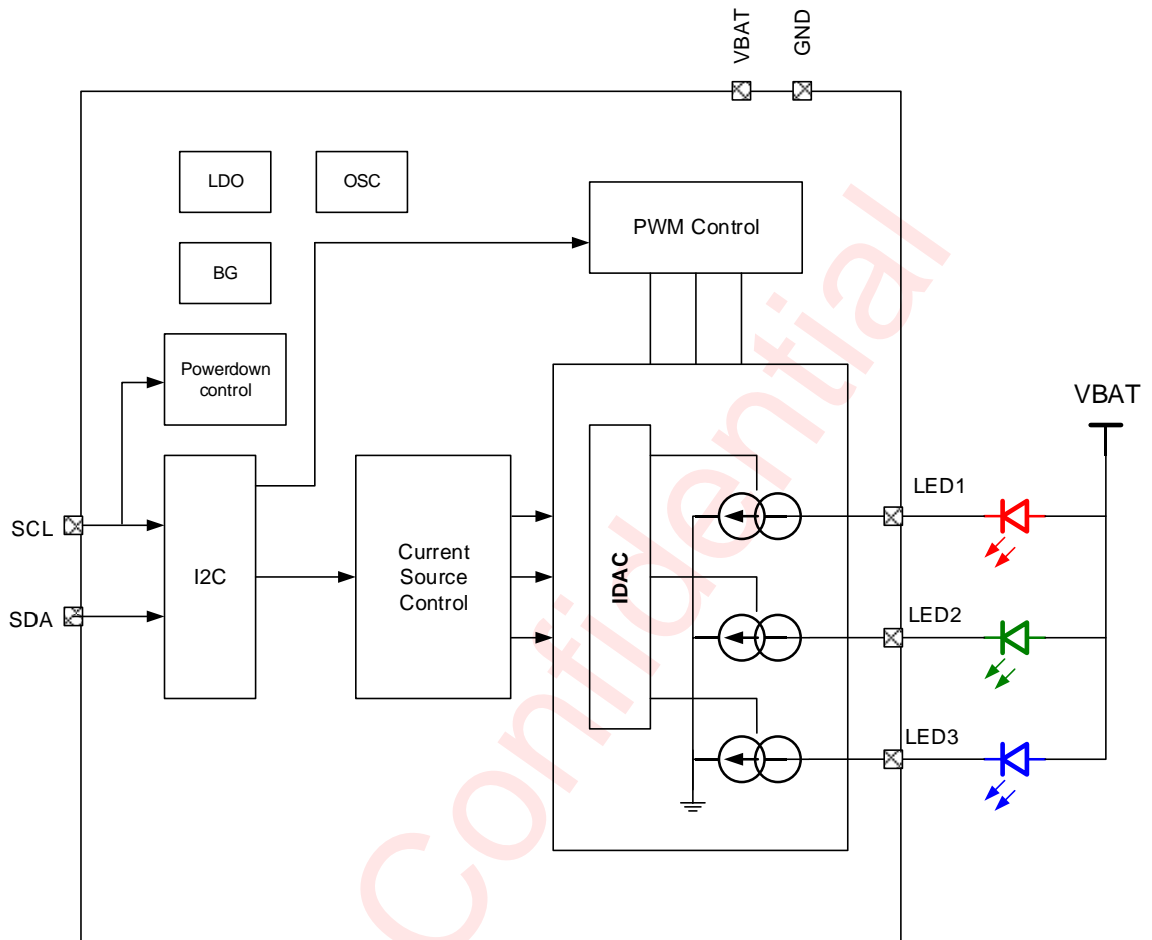 VBAT
GND
LDO
OSC
BG
PWM Control
Powerdown
control
VBAT
SCL
I2C
SDA
Current
Source
Control
IDAC
LED1
LED2
LED3
Confidential